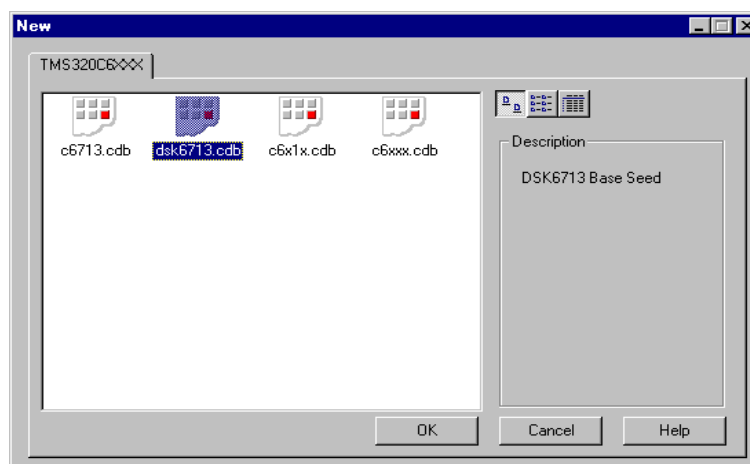 New
TMS320C6XXX
c6713.cdb
dsk6713.cdb
c6x1x.cdb
c6xxx.cdb
Description
DSK6713 Base Seed
OK
Cancel
Help